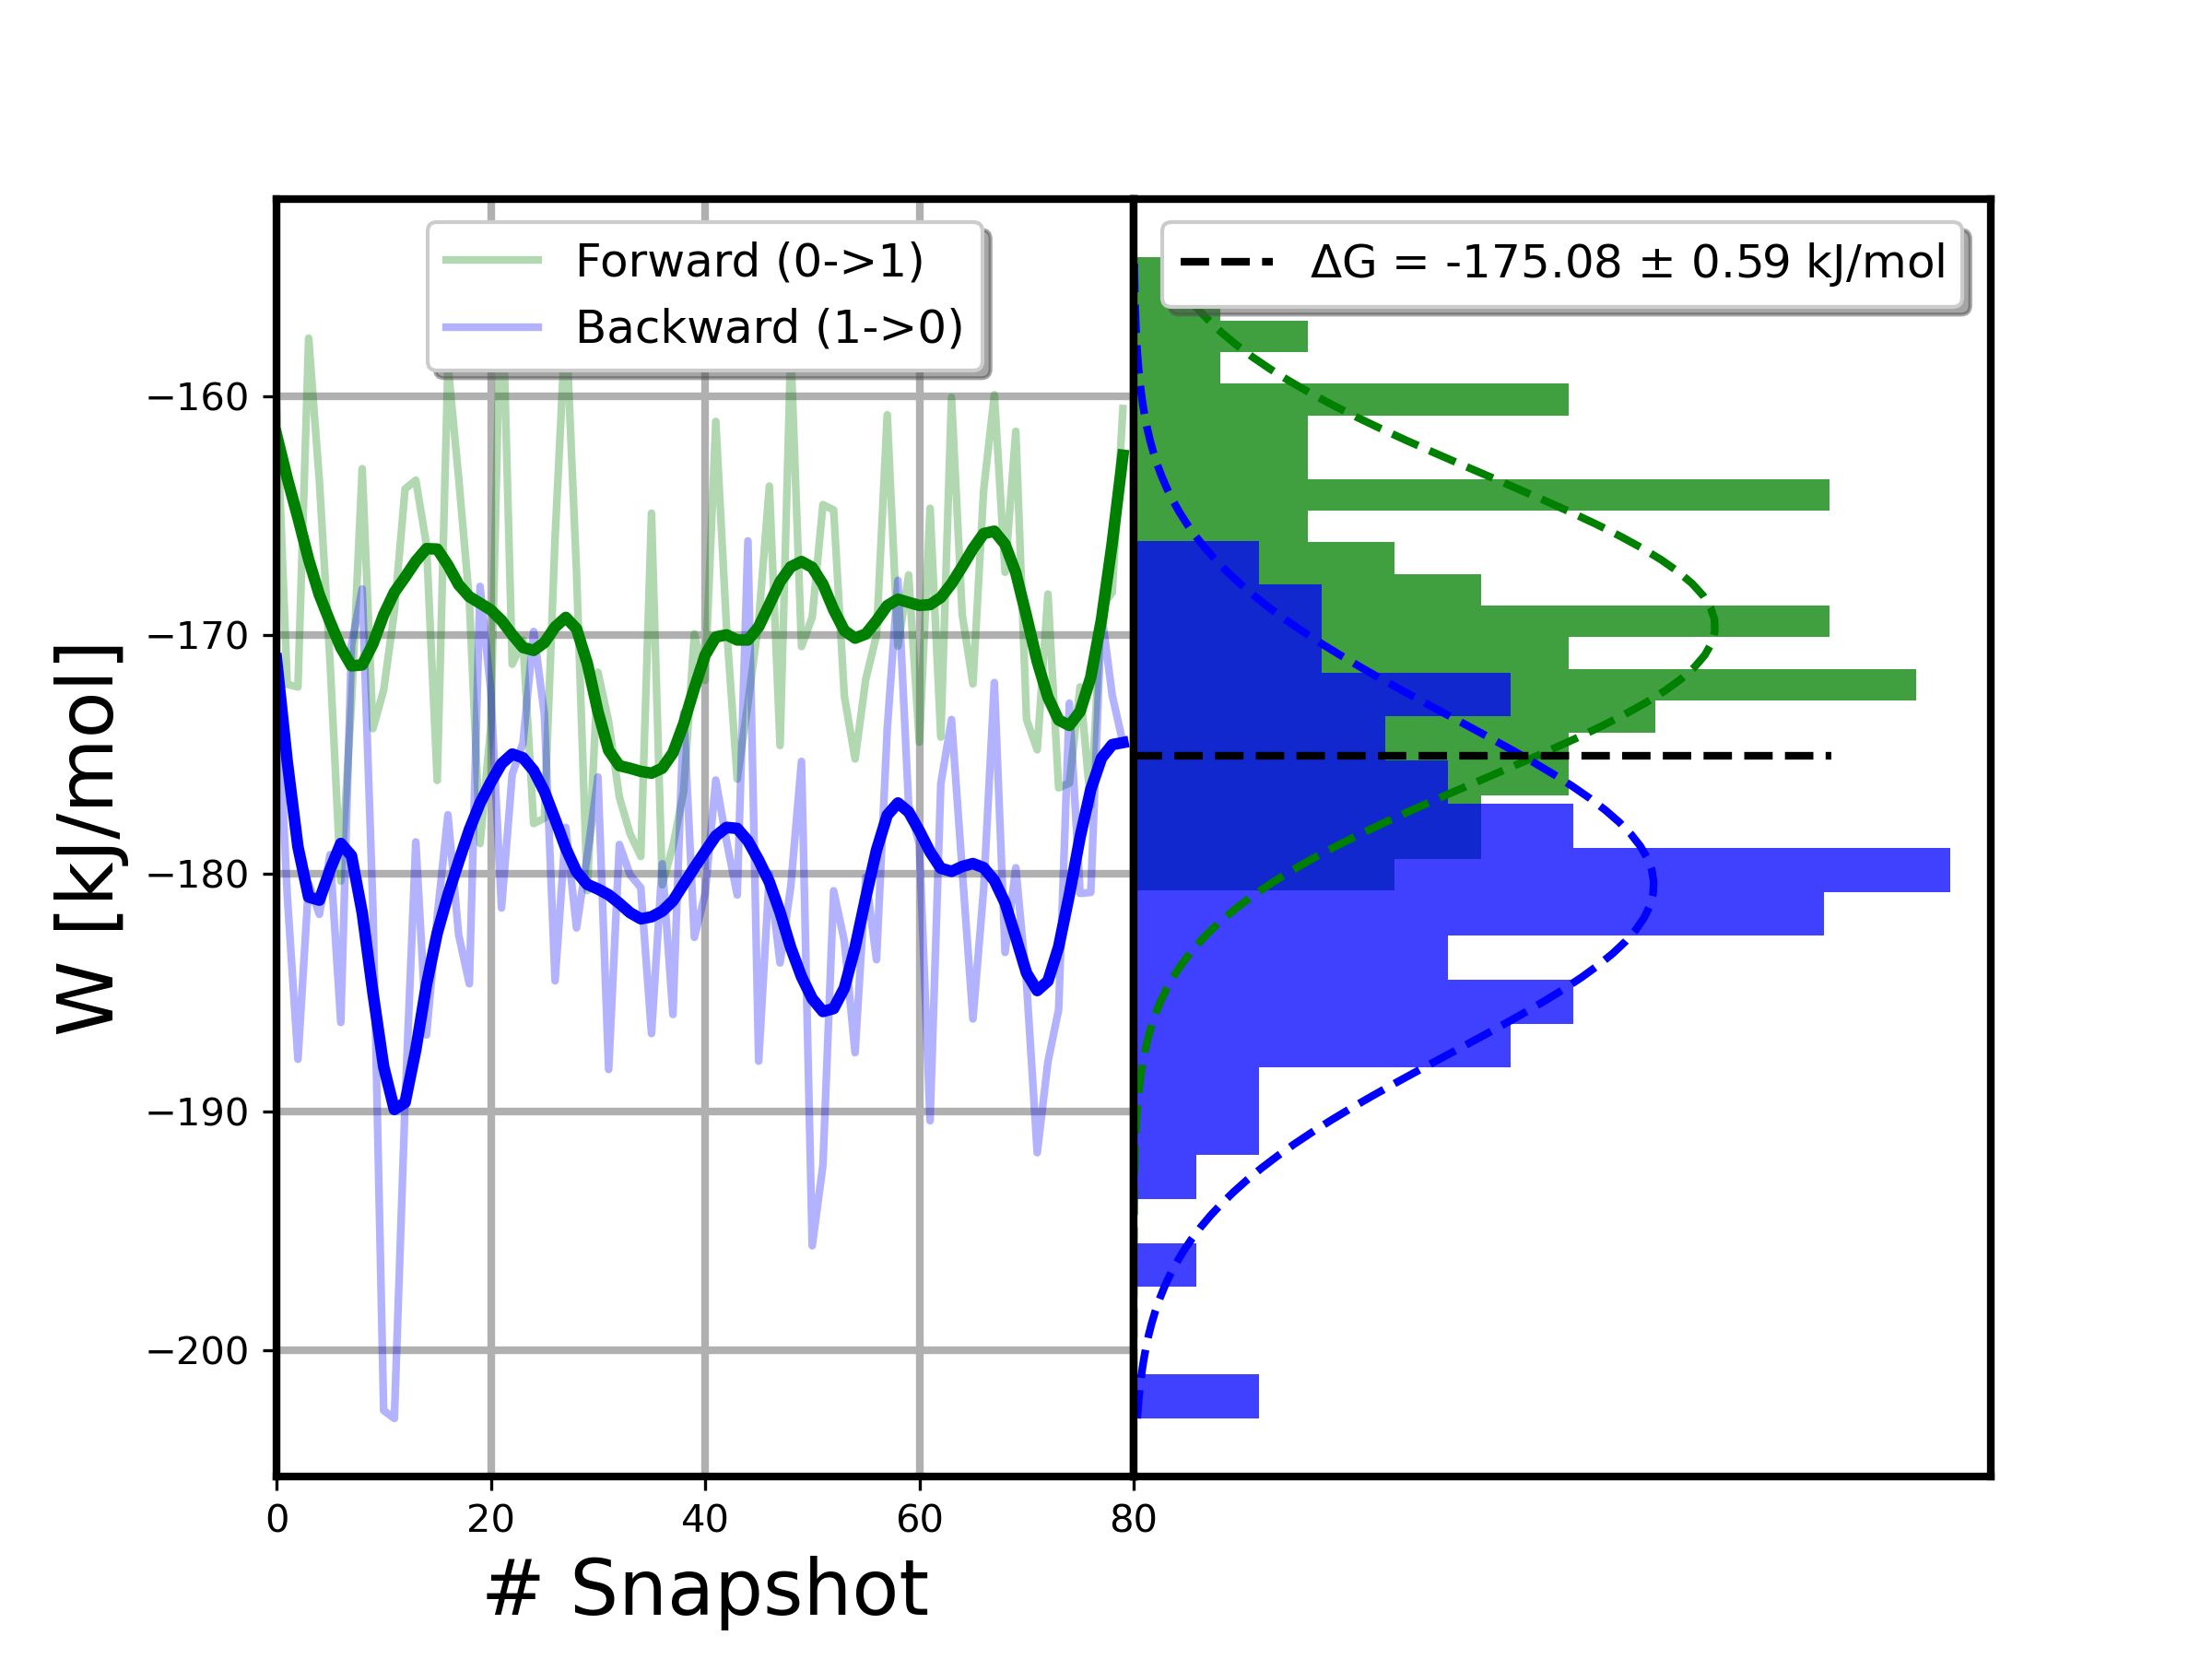 Forward (0->1)
Backward (1->0)
ΔG = -175.08 ± 0.59 kJ/mol
W [kJ/mol]
−160
−170
−180
−190
−200
0 20 40 60 80
# Snapshot